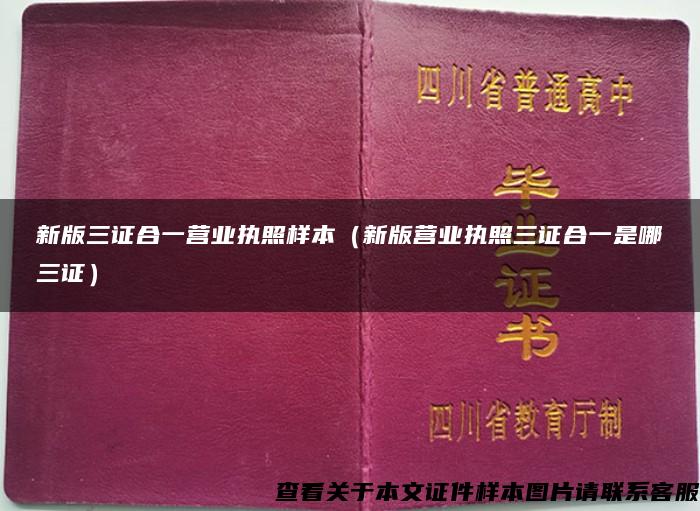 四川省普通高中
毕业证书
新版三证合一营业执照样本（新版营业执照三证合一是哪
三证）
四川省教育厅制
查看关于本文证件样本图片请联系客服